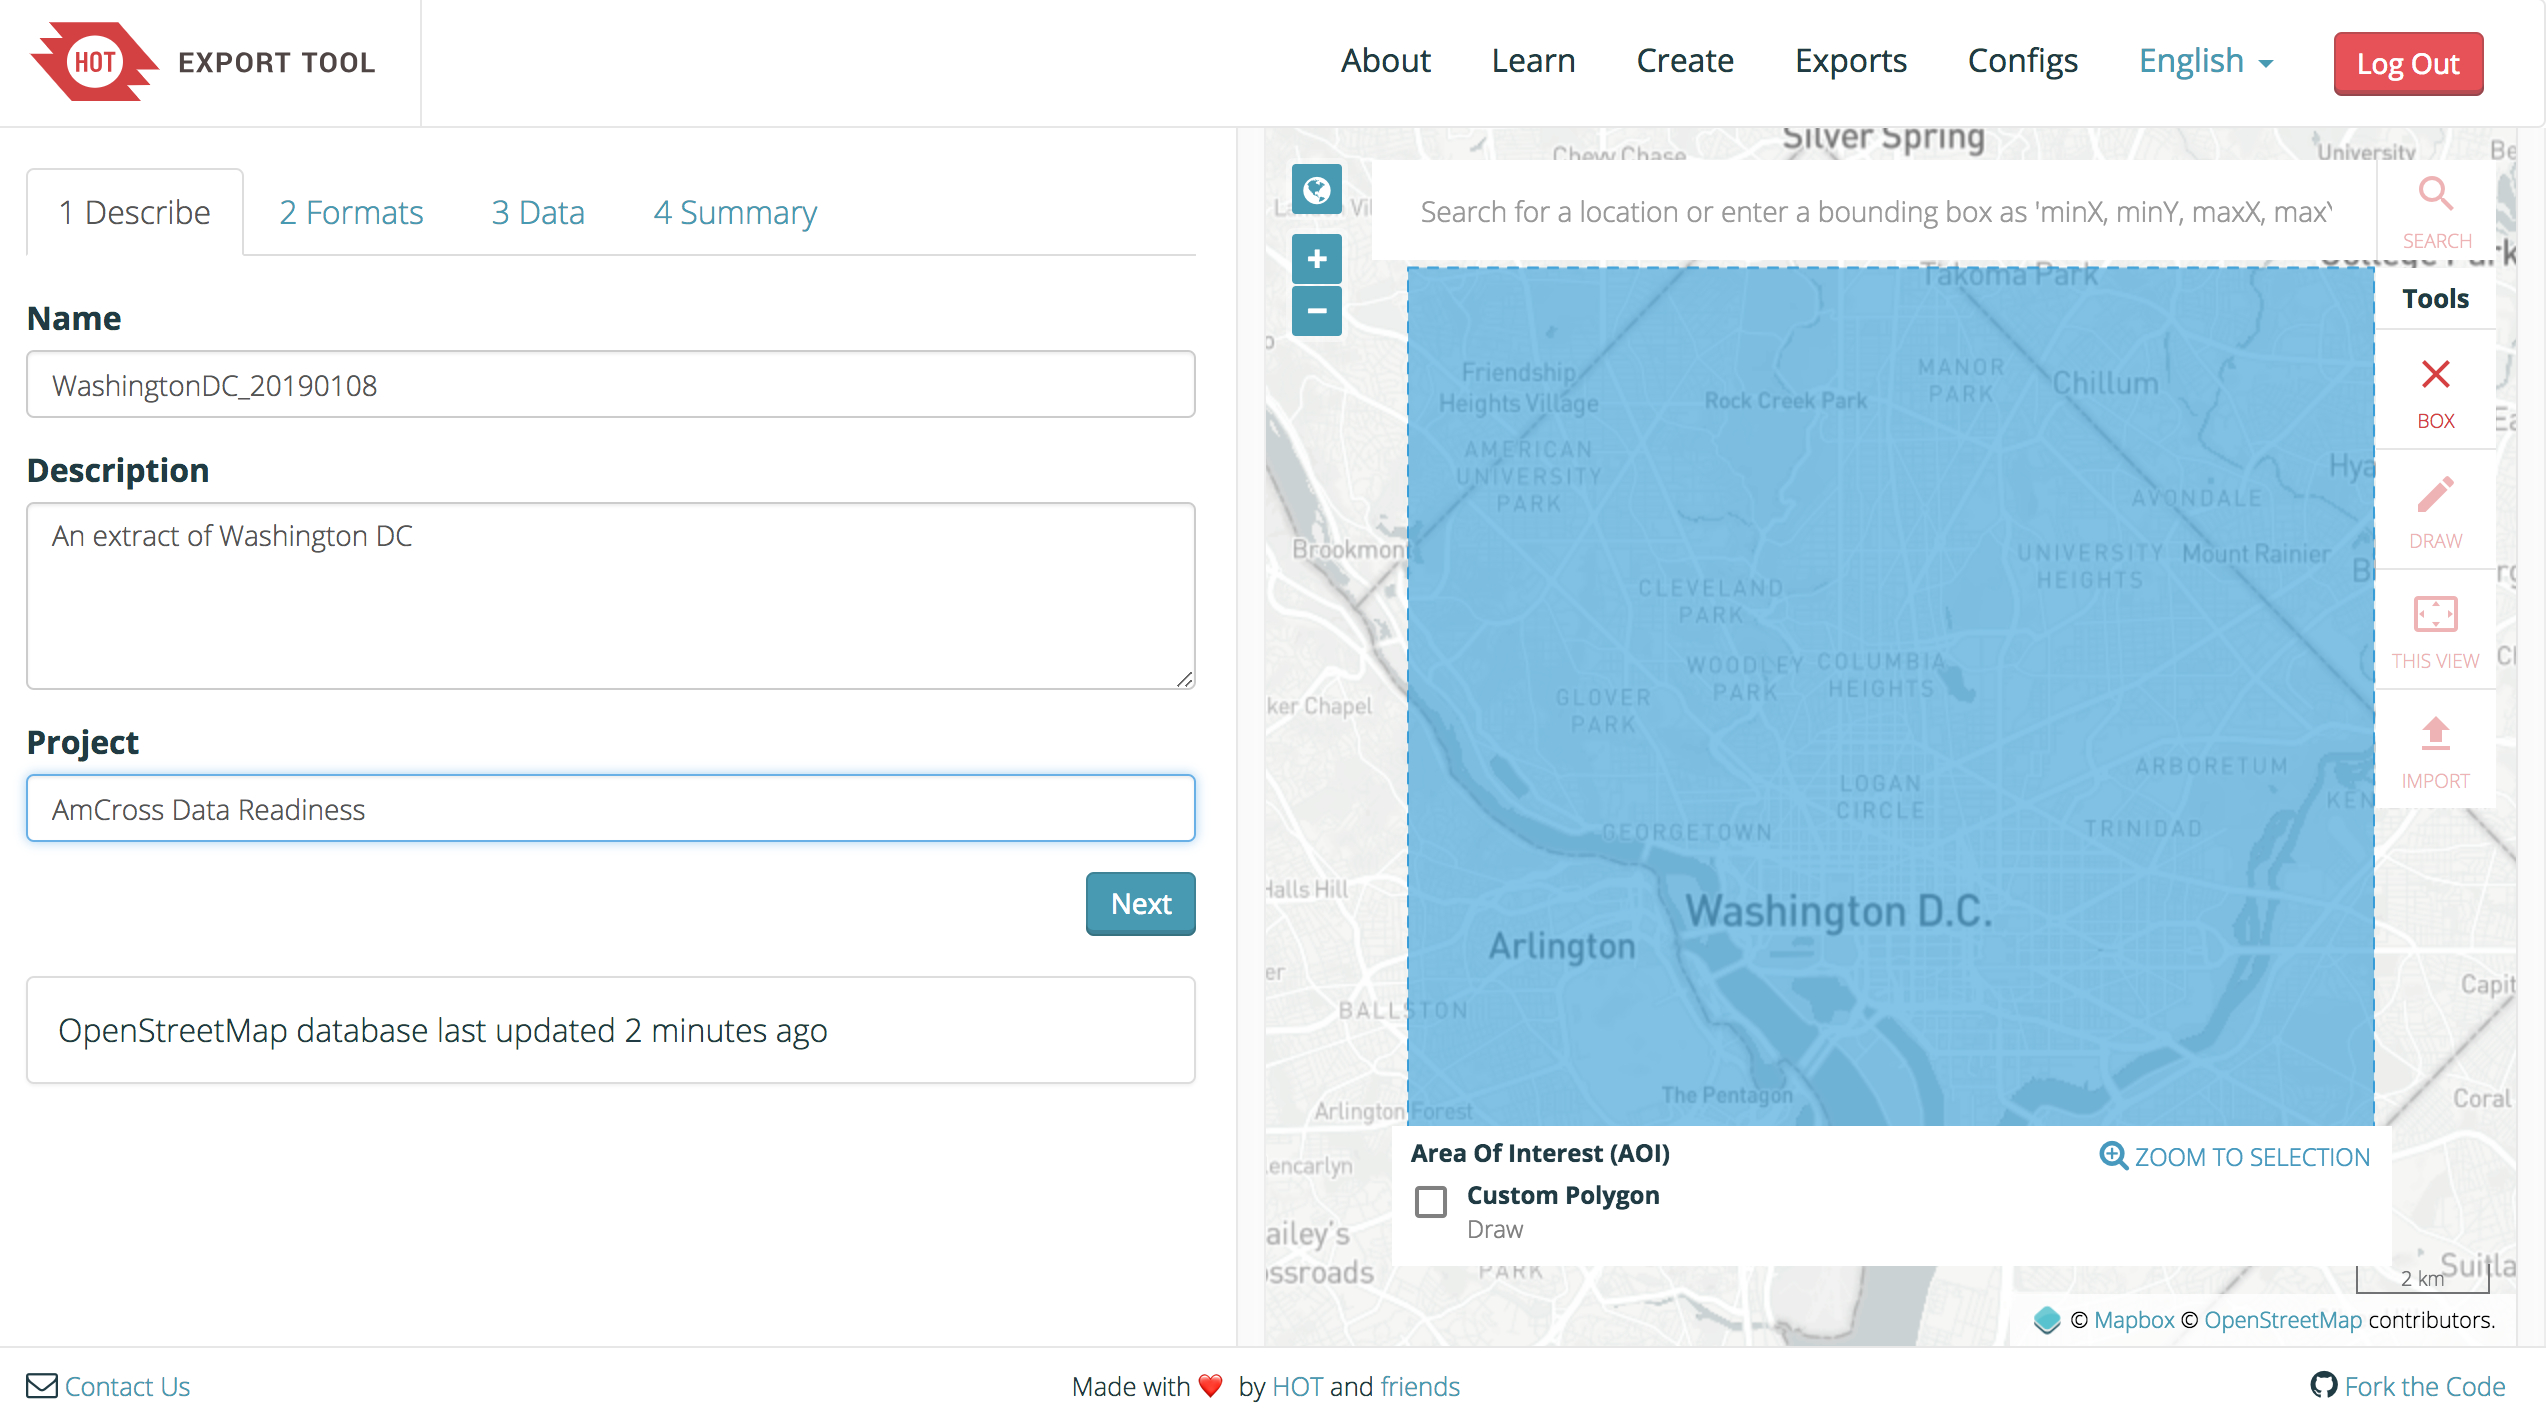 HOT EXPORT TOOL
About Learn Create Exports Configs English Log Out
1 Describe 2 Formats 3 Data 4 Summary
Name
WashingtonDC_20190108
Description
An extract of Washington DC
Project
AmCross Data Readiness
Next
OpenStreetMap database last updated 2 minutes ago
Silver Spring
Chevy Chase
University
Search for a location or enter a bounding box as 'minX, minY, maxX, max
SEARCH
Takoma Park
Tools
BOX
DRAW
THIS VIEW
IMPORT
Friendship
Heights Village
Rock Creek Park
MANOR
PARK
Chillum
AMERICAN
UNIVERSITY
PARK
AVONDALE
Brookmon
UNIVERSITY
HEIGHTS
Mount Rainier
CLEVELAND
PARK
WOODLEY
PARK
COLUMBIA
HEIGHTS
GLOVER
PARK
ker Chapel
LOGAN
CIRCLE
ARBORETUM
KEN
GEORGETOWN
TRINIDAD
Halls Hill
Washington D.C.
Arlington
BALLSTON
Capit
The Pentagon
Arlington Forest
Coral
encarlyn
Area Of Interest (AOI)
ZOOM TO SELECTION
Custom Polygon
Draw
ailey's
ossroads
PARK
Suitla
2 km
© Mapbox © OpenStreetMap contributors.
Contact Us
Made with ❤️ by HOT and friends
Fork the Code